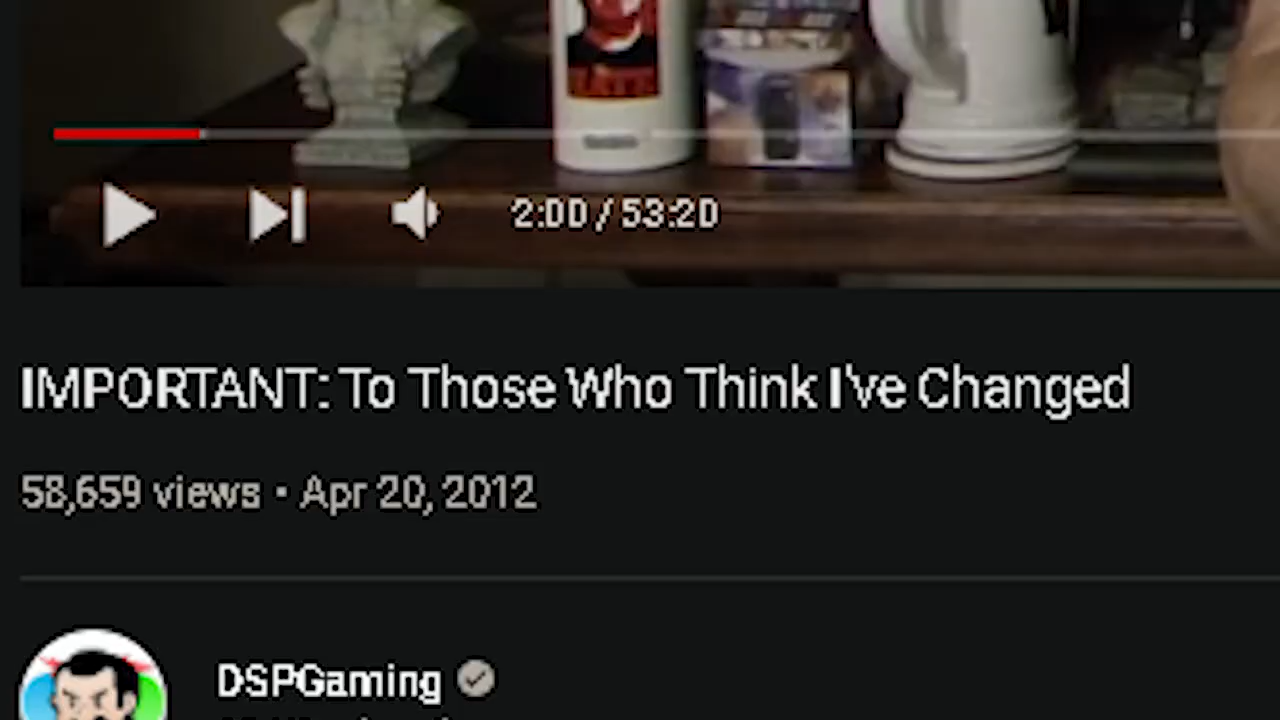 2:00 / 53:20
IMPORTANT: To Those Who Think I've Changed
58,659 views • Apr 20, 2012
DSPGaming